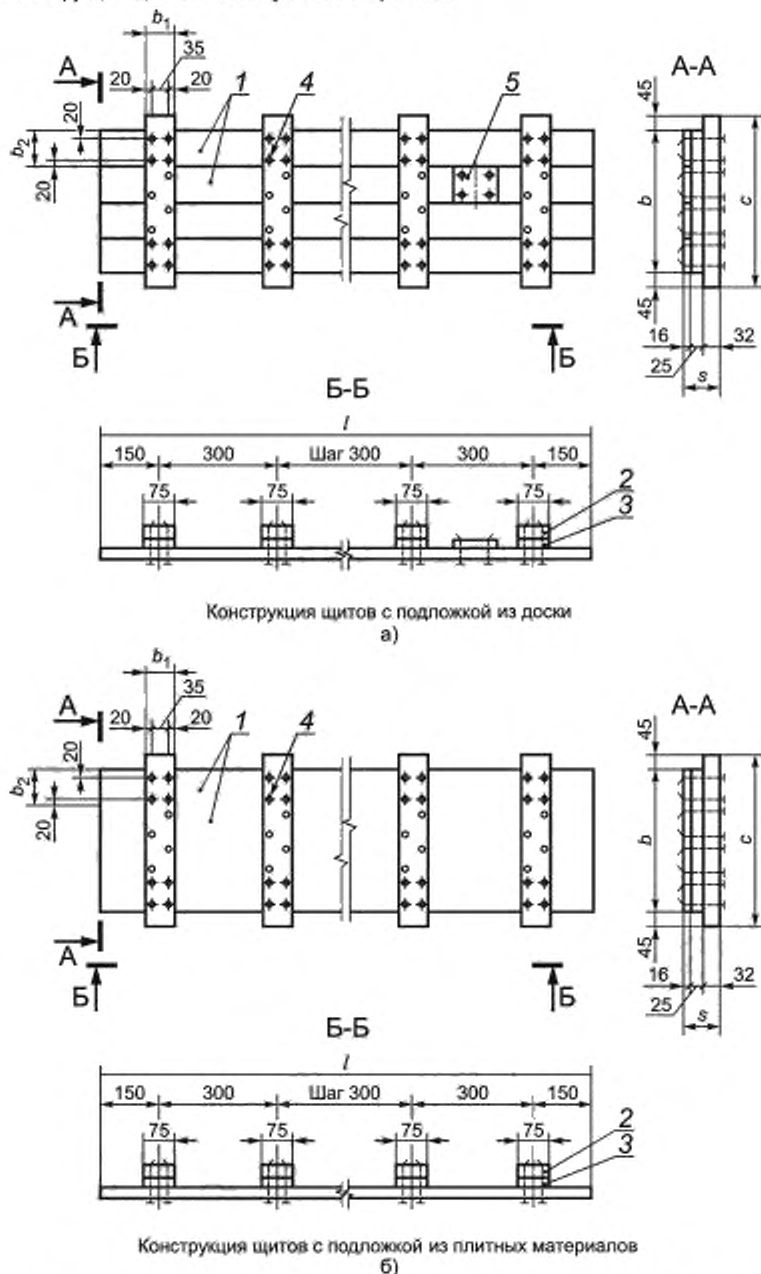 b1
35
А
20
20
1
4
5
А-А
20
45
b2
20
b
c
А
45
Б
Б
16
32
25
s
Б-Б
l
150
300
Шаг 300
300
150
75
75
75
75
2
3
Конструкция щитов с подложкой из доски
а)
b1
35
А
20
20
1
4
А-А
20
45
b2
20
b
c
А
45
Б
Б
16
32
25
s
Б-Б
l
150
300
Шаг 300
300
150
75
75
75
75
2
3
Конструкция щитов с подложкой из плитных материалов
б)